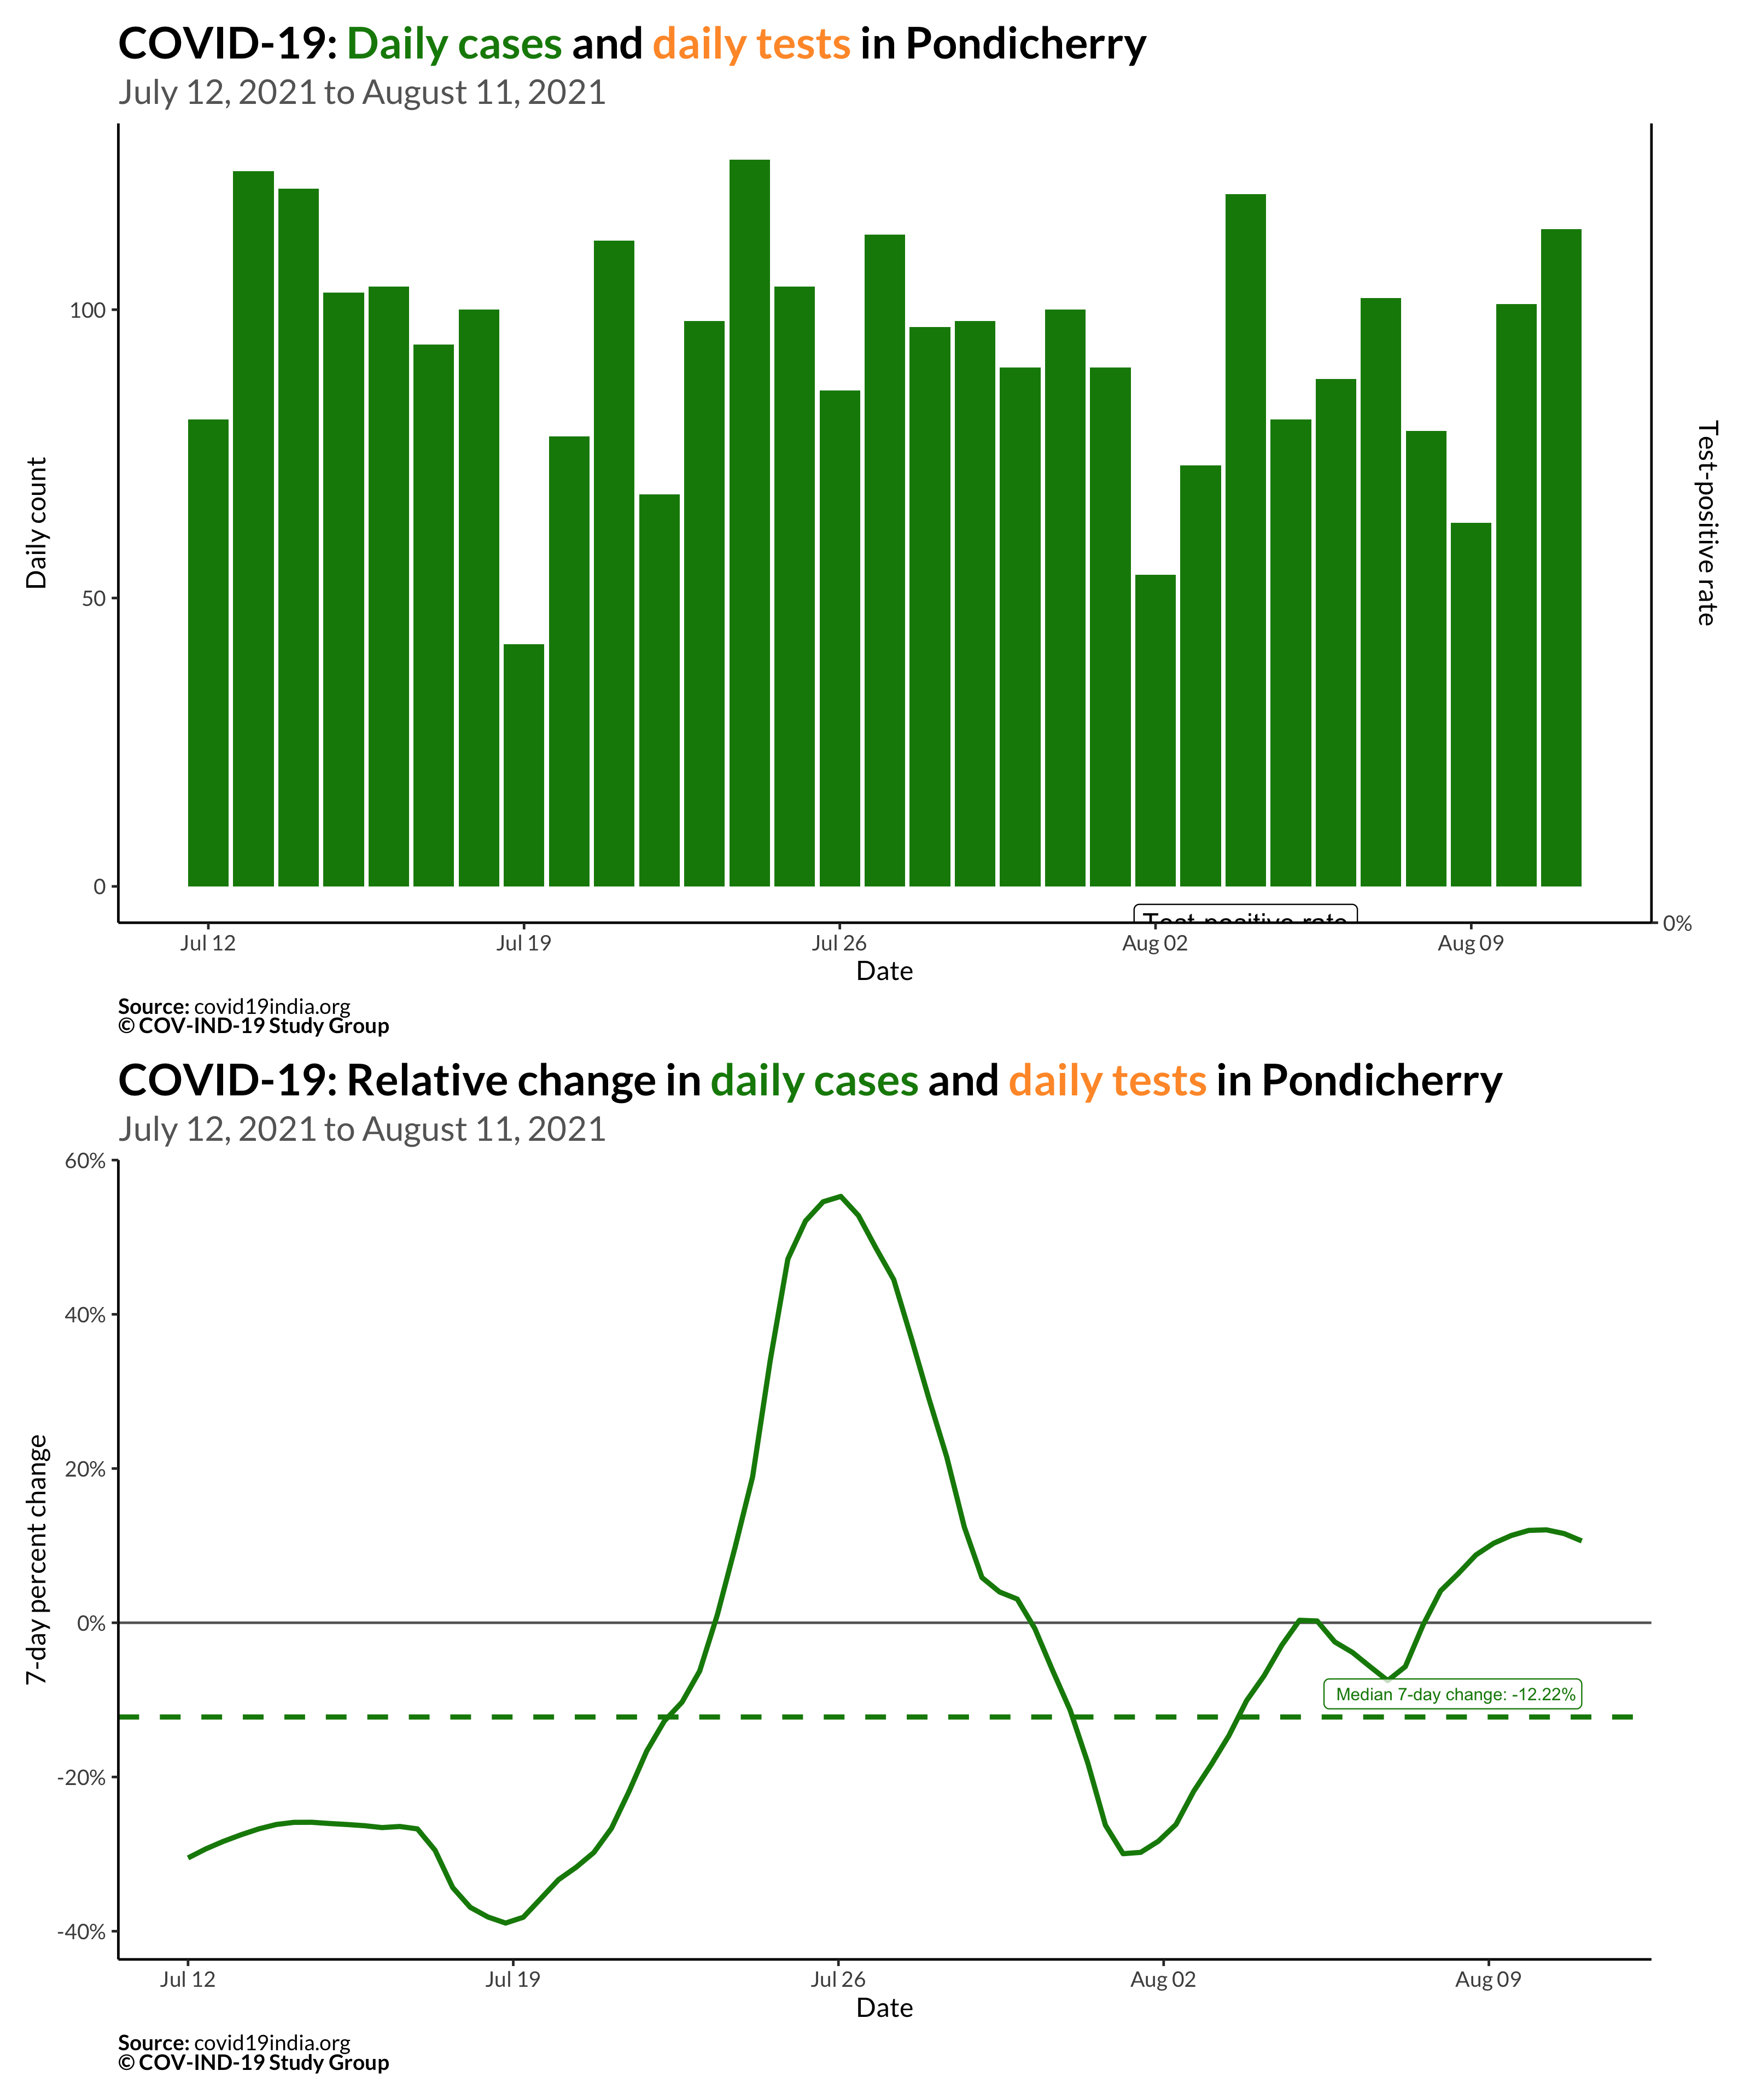 COVID-19: Daily cases and daily tests in Pondicherry
July 12, 2021 to August 11, 2021
Daily count
100
50
0
Test-positive rate
0%
Test-positive rate
Jul 12
Jul 19
Jul 26
Aug 02
Aug 09
Date
Source: covid19india.org
© COV-IND-19 Study Group
COVID-19: Relative change in daily cases and daily tests in Pondicherry
July 12, 2021 to August 11, 2021
7-day percent change
60%
40%
20%
0%
-20%
-40%
Median 7-day change: -12.22%
Jul 12
Jul 19
Jul 26
Aug 02
Aug 09
Date
Source: covid19india.org
© COV-IND-19 Study Group